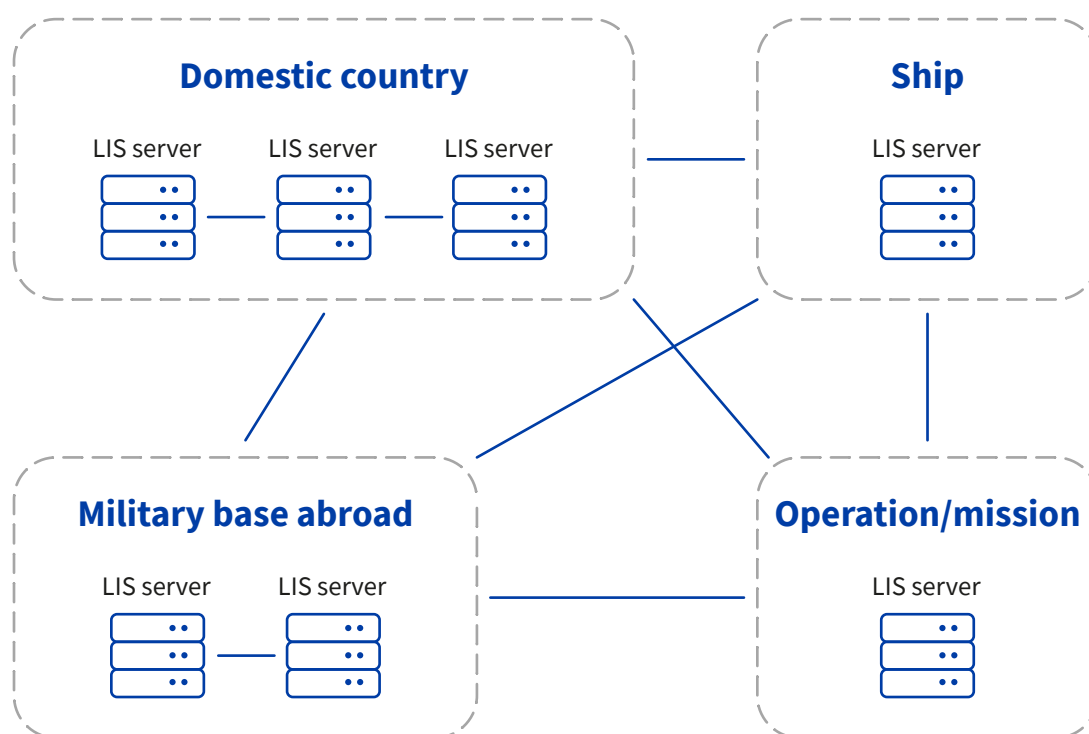 Domestic country
LIS server LIS server LIS server
Ship
LIS server
Military base abroad
LIS server LIS server
Operation/mission
LIS server